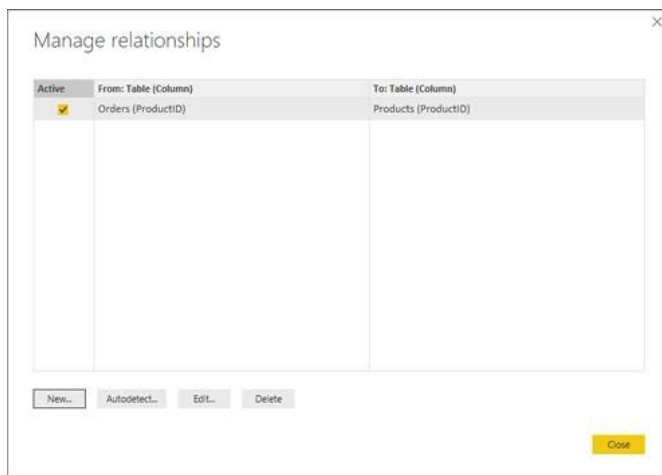 Manage relationships
Active From: Table (Column) To: Table (Column)
Orders (ProductID) Products (ProductID)
New... Autodetect... Edit... Delete
Close